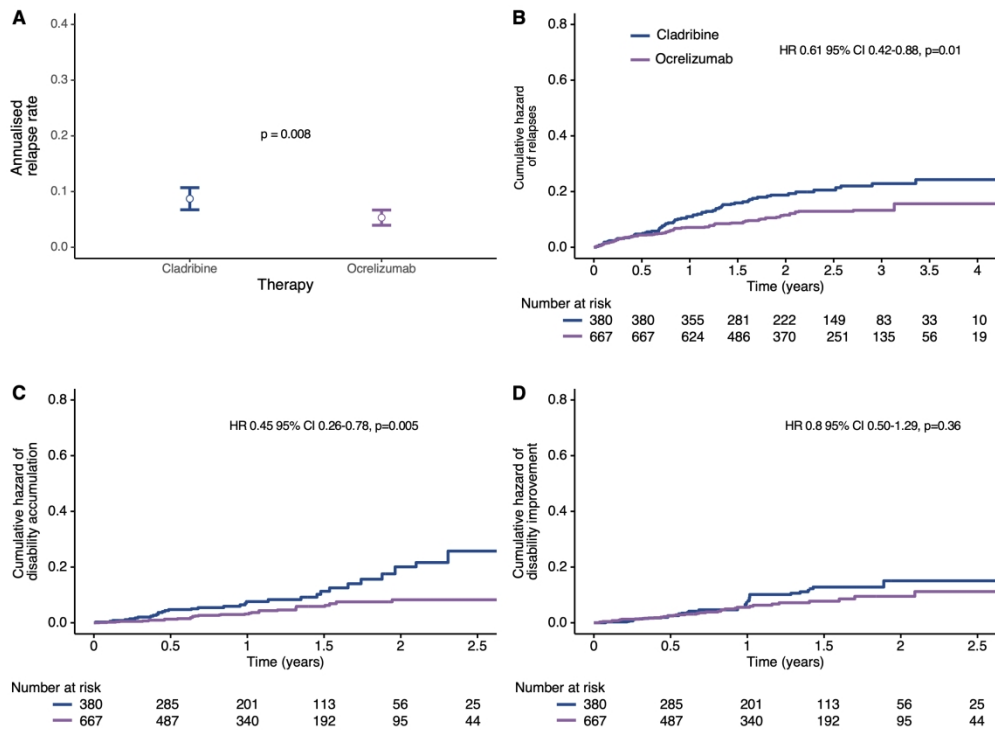 A
0.4
0.3
0.2
0.1
0.0
Annualised
relapse rate
p = 0.008
Cladribine
Ocrelizumab
Therapy
B
0.8
0.6
0.4
0.2
0.0
Cumulative hazard
of relapses
Cladribine
Ocrelizumab
HR 0.61 95% CI 0.42-0.88, p=0.01
0 0.5 1 1.5 2 2.5 3 3.5 4
Time (years)
Number at risk
380 380 355 281 222 149 83 33 10
667 667 624 486 370 251 135 56 19
C
0.8
0.6
0.4
0.2
0.0
Cumulative hazard of
disability accumulation
HR 0.45 95% CI 0.26-0.78, p=0.005
0 0.5 1 1.5 2 2.5
Time (years)
Number at risk
380 285 201 113 56 25
667 487 340 192 95 44
D
0.8
0.6
0.4
0.2
0.0
Cumulative hazard of
disability improvement
HR 0.8 95% CI 0.50-1.29, p=0.36
0 0.5 1 1.5 2 2.5
Time (years)
Number at risk
380 285 201 113 56 25
667 487 340 192 95 44